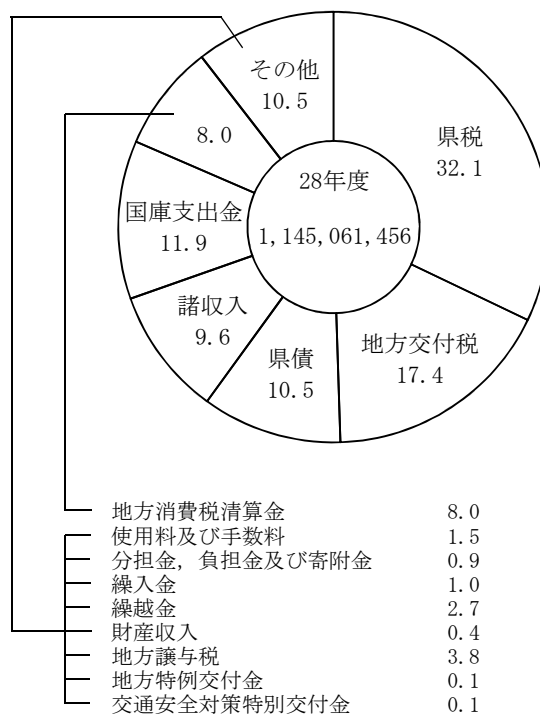 その他
10.5
8.0
県税
32.1
28年度
1,145,061,456
国庫支出金
11.9
諸収入
9.6
県債
10.5
地方交付税
17.4
地方消費税清算金 8.0
使用料及び手数料 1.5
分担金，負担金及び寄附金 0.9
繰入金 1.0
繰越金 2.7
財産収入 0.4
地方譲与税 3.8
地方特例交付金 0.1
交通安全対策特別交付金 0.1